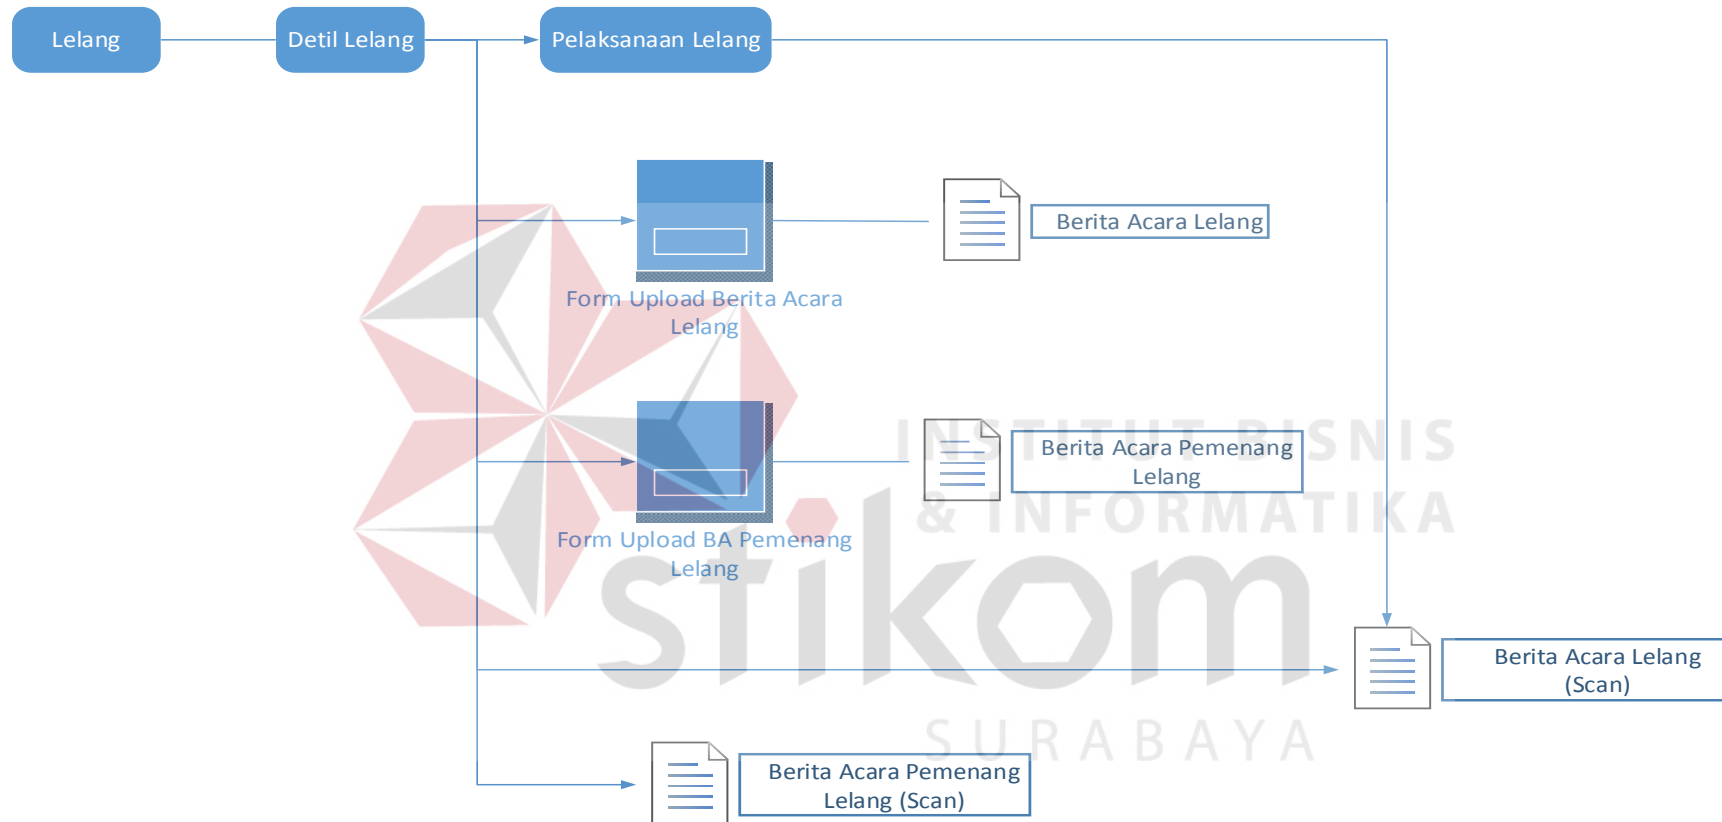 Lelang
Detil Lelang
Pelaksanaan Lelang
Berita Acara Lelang
Form Upload Berita Acara
Lelang
Berita Acara Pemenang
Lelang
Form Upload BA Pemenang
Lelang
INSTITUT BISNIS
& INFORMATIKA
stikom
SURABAYA
Berita Acara Lelang
(Scan)
Berita Acara Pemenang
Lelang (Scan)